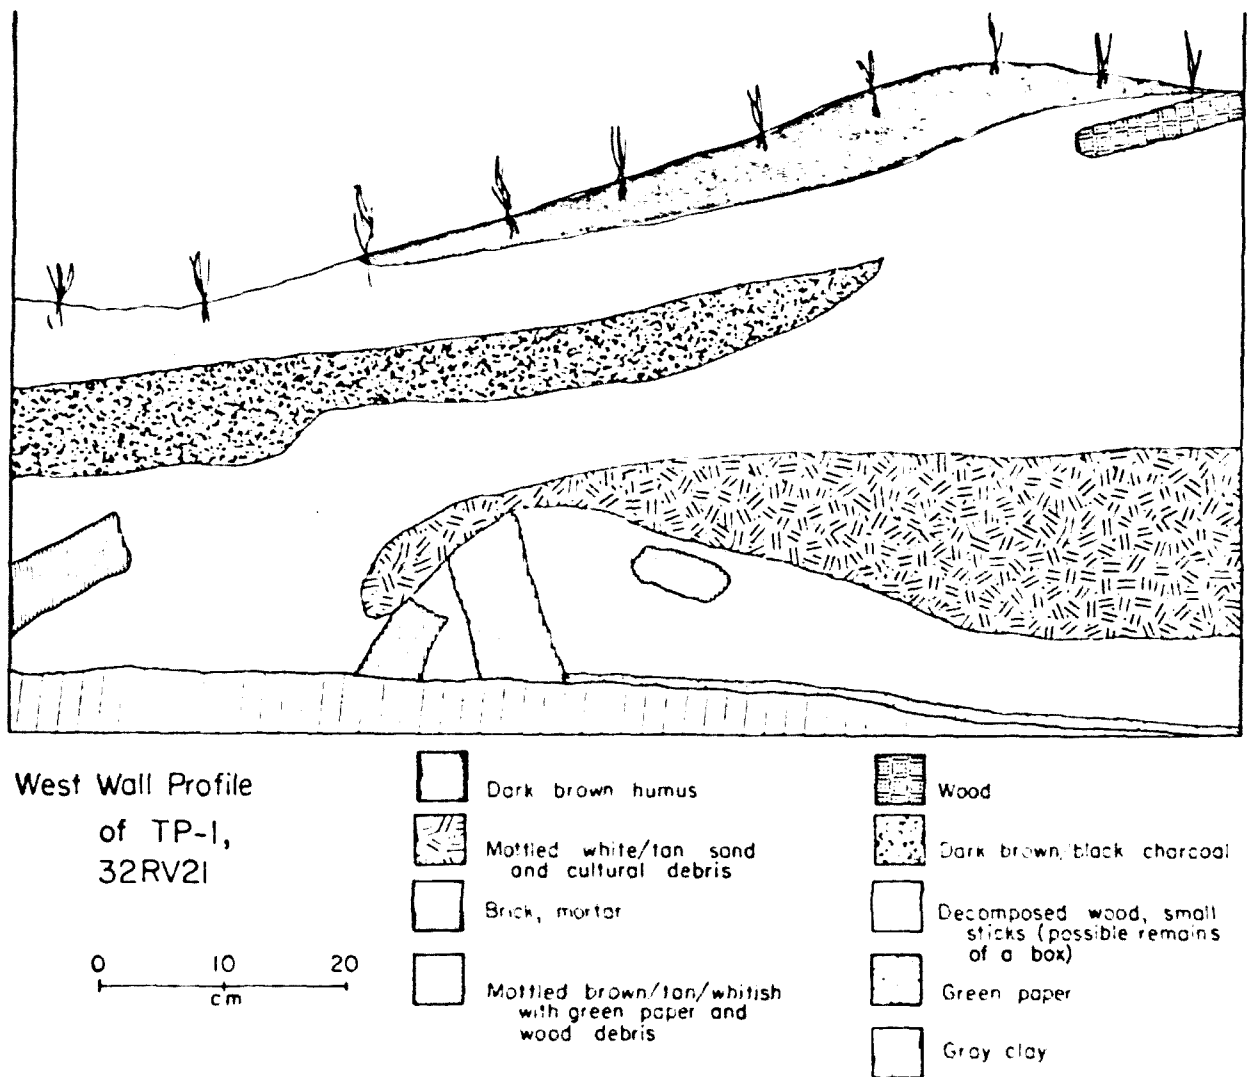 West Wall Profile
of TP-1,
32RV21
0 10 20
cm
Dark brown humus
Mottled white/tan sand
and cultural debris
Brick, mortar
Mottled brown/tan/whitish
with green paper and
wood debris
Wood
Dark brown/black charcoal
Decomposed wood, small
sticks (possible remains
of a box)
Green paper
Gray clay